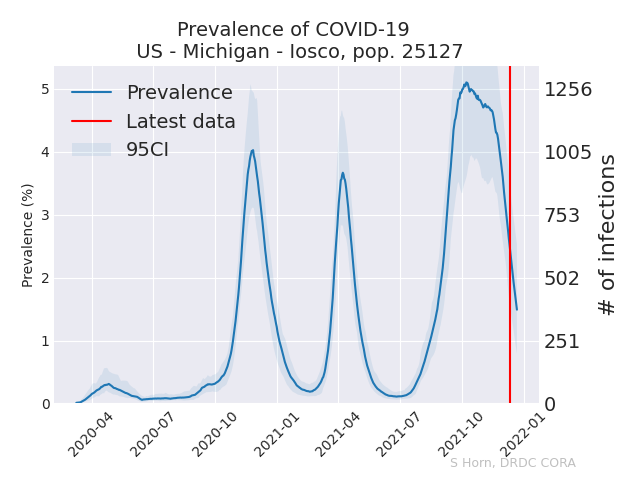 Prevalence of COVID-19
US - Michigan - Iosco, pop. 25127
Prevalence
Latest data
95CI
Prevalence (%)
5
4
3
2
1
0
1256
1005
753
502
251
0
# of infections
2020-04
2020-07
2020-10
2021-01
2021-04
2021-07
2021-10
2022-01
S Horn, DRDC CORA